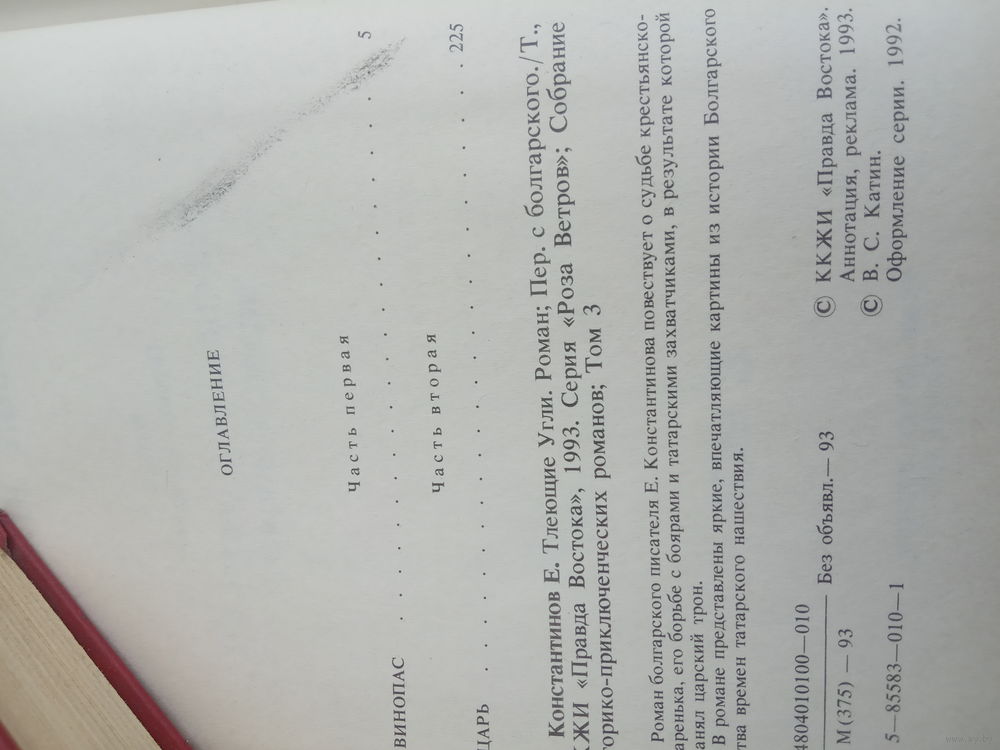 ОГЛАВЛЕНИЕ
Часть первая
ВИНОПАС . . . . . . . . . . . . 5
Часть вторая
ЦАРЬ . . . . . . . . . . . . . 225
Константинов Е. Тлеющие Угли. Роман; Пер. с болгарского./Т.,
КЖИ «Правда Востока», 1993. Серия «Роза Ветров»; Собрание
торико-приключенческих романов; Том 3
Роман болгарского писателя Е. Константинова повествует о судьбе крестьянско-
аренька, его борьбе с боярами и татарскими захватчиками, в результате которой
анял царский трон.
В романе представлены яркие, впечатляющие картины из истории Болгарского
тва времен татарского нашествия.
4804010100—010
М(375) — 93
Без объявл.— 93
5—85583—010—1
© ККЖИ «Правда Востока».
Аннотация, реклама. 1993.
© В. С. Катин.
Оформление серии. 1992.